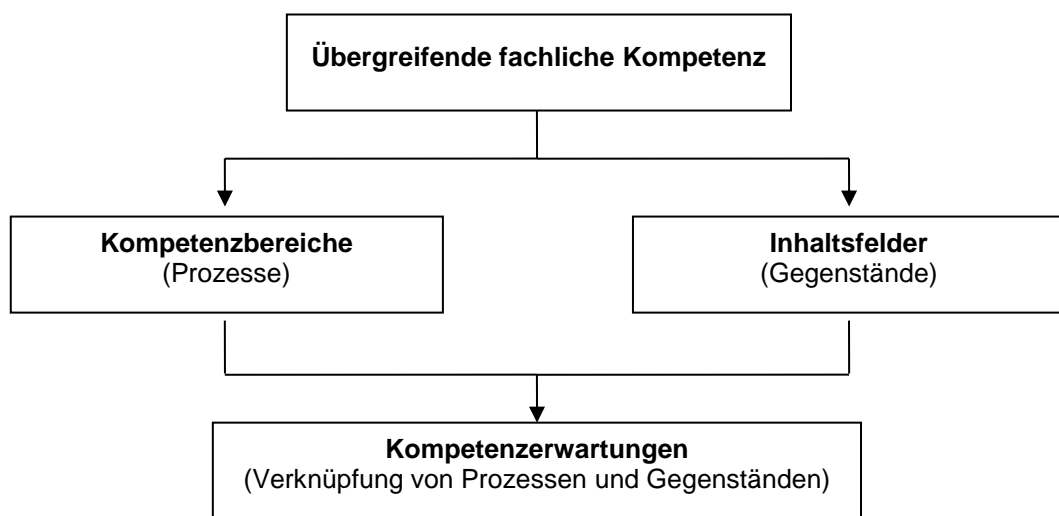 Übergreifende fachliche Kompetenz
Kompetenzbereiche
(Prozesse)
Inhaltsfelder
(Gegenstände)
Kompetenzerwartungen
(Verknüpfung von Prozessen und Gegenständen)